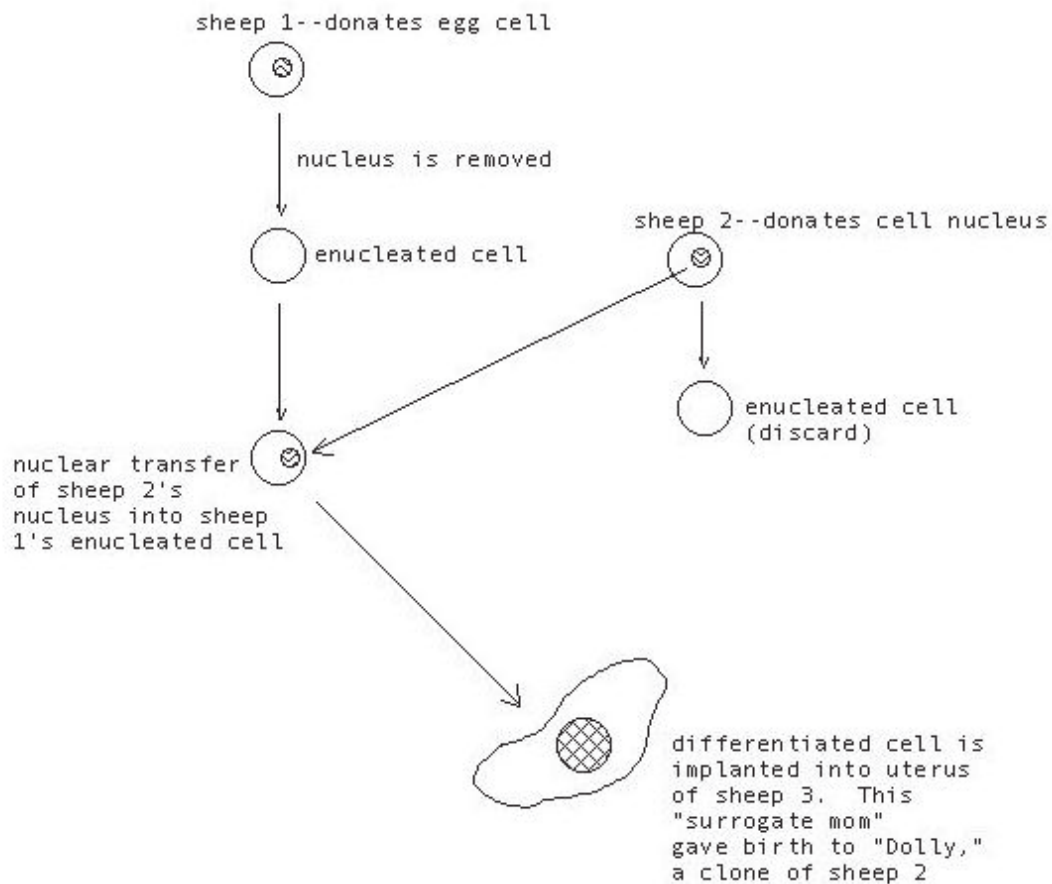 sheep 1--donates egg cell
nucleus is removed
sheep 2--donates cell nucleus
enucleated cell
enucleated cell
(discard)
nuclear transfer
of sheep 2's
nucleus into sheep
1's enucleated cell
differentiated cell is
implanted into uterus
of sheep 3.  This
"surrogate mom"
gave birth to "Dolly,"
a clone of sheep 2